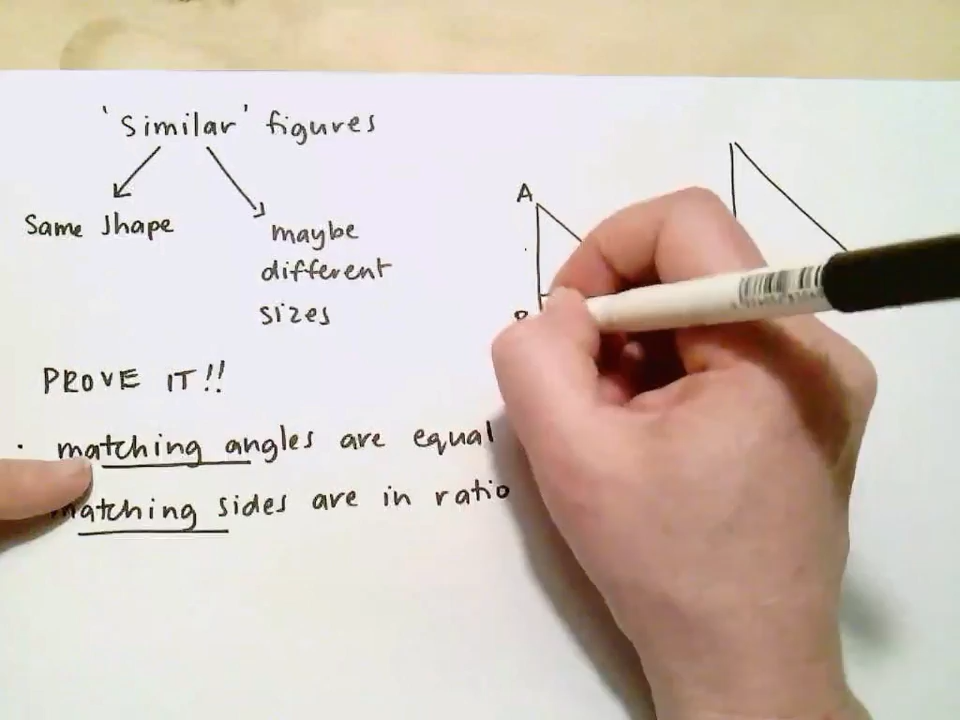 'Similar' figures
Same shape
maybe
different
sizes
PROVE IT!!
· matching angles are equal
matching sides are in ratio
A
B